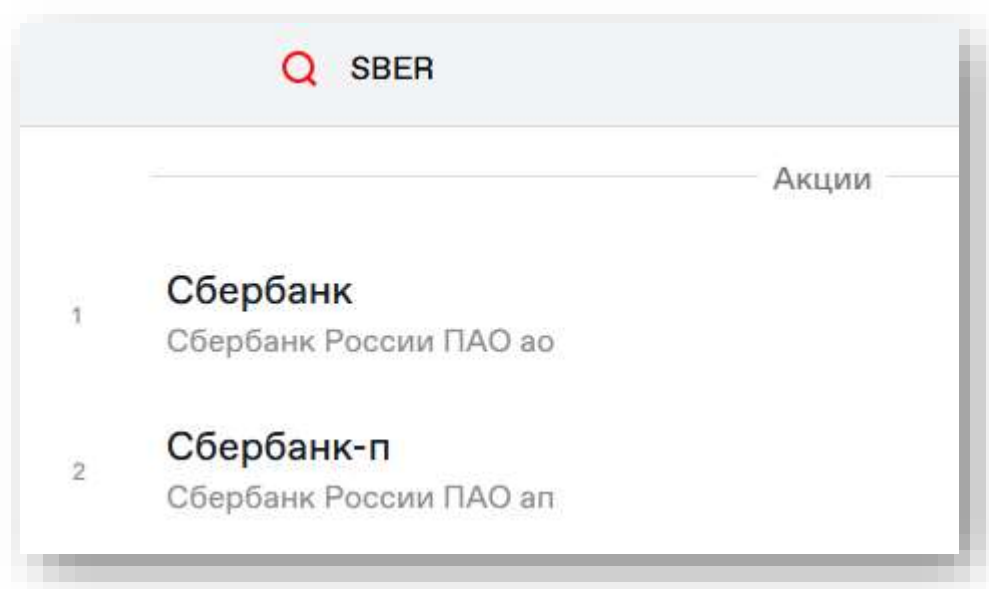 SBER
Акции
1
Сбербанк
Сбербанк России ПАО ао
2
Сбербанк-п
Сбербанк России ПАО ап